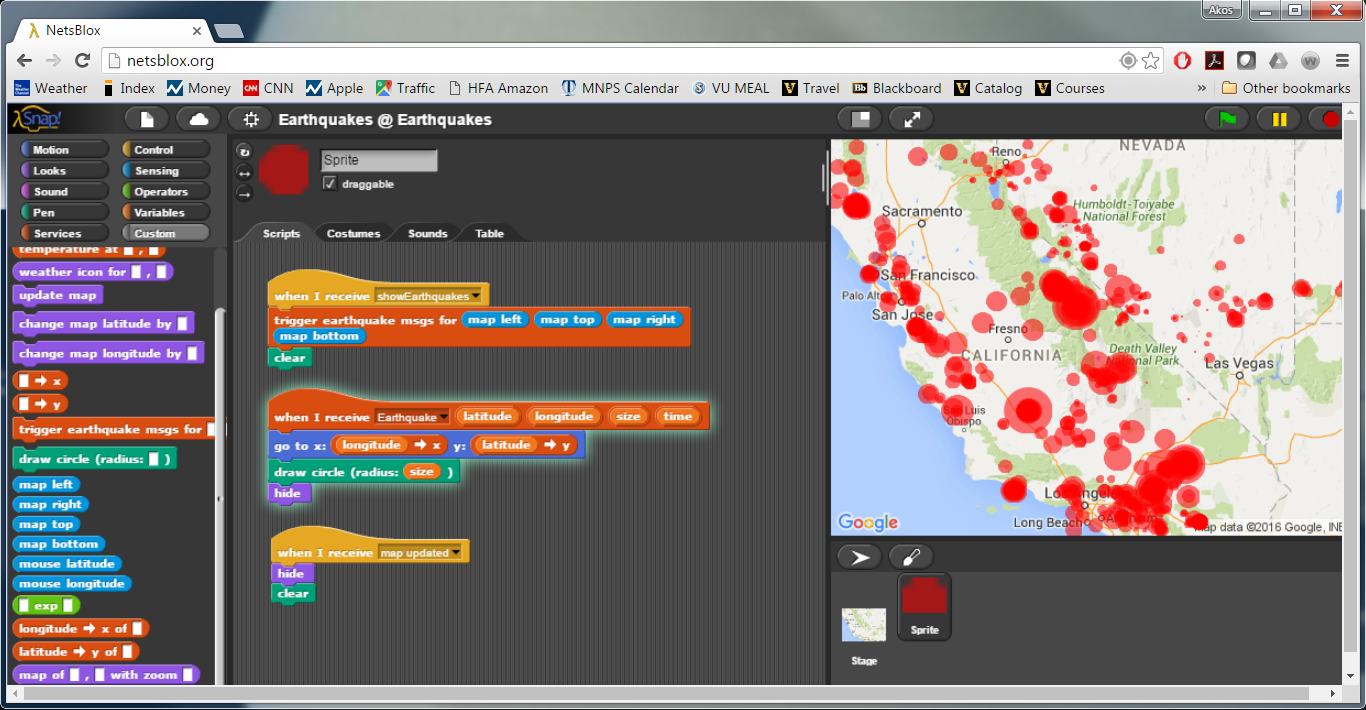 Akos
NetsBlox
netsblox.org
Weather Index Money CNN Apple Traffic HFA Amazon MNPS Calendar VU MEAL Travel Blackboard Catalog Courses » Other bookmarks
Snap! Earthquakes @ Earthquakes
Motion Control
Looks Sensing
Sound Operators
Pen Variables
Services Custom
temperature at ,
weather icon for ,
update map
change map latitude by
change map longitude by
➔ x
➔ y
trigger earthquake msgs for
draw circle (radius: )
map left
map right
map top
map bottom
mouse latitude
mouse longitude
exp
longitude ➔ x of
latitude ➔ y of
map of , with zoom
Sprite
draggable
Scripts Costumes Sounds Table
when I receive showEarthquakes
trigger earthquake msgs for map left map top map right
map bottom
clear
when I receive Earthquake latitude longitude size time
go to x: longitude ➔ x y: latitude ➔ y
draw circle (radius: size )
hide
when I receive map updated
hide
clear
NEVADA
Reno
Humboldt-Toiyabe
National Forest
Sacramento
San Francisco
Palo Alto
San Jose
Fresno
CALIFORNIA
Death Valley
National Park
Las Vegas
San Luis
Obispo
Los Angeles
Long Beach
Google
Map data ©2016 Google, INE
Sprite
Stage